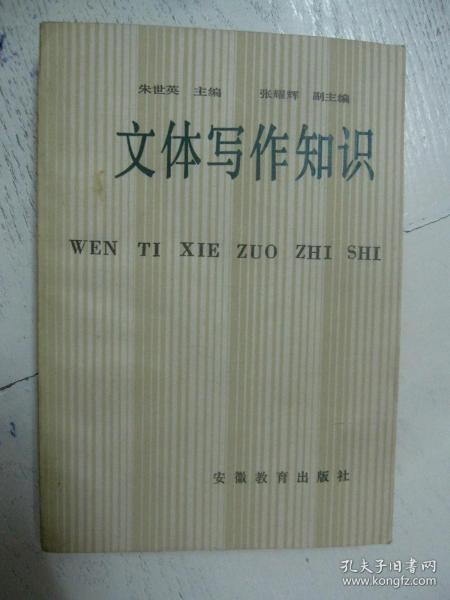 朱世英 主编 张耀辉 副主编
文体写作知识
WEN TI XIE ZUO ZHI SHI
安徽教育出版社
孔夫子旧书网
www.kongfz.com